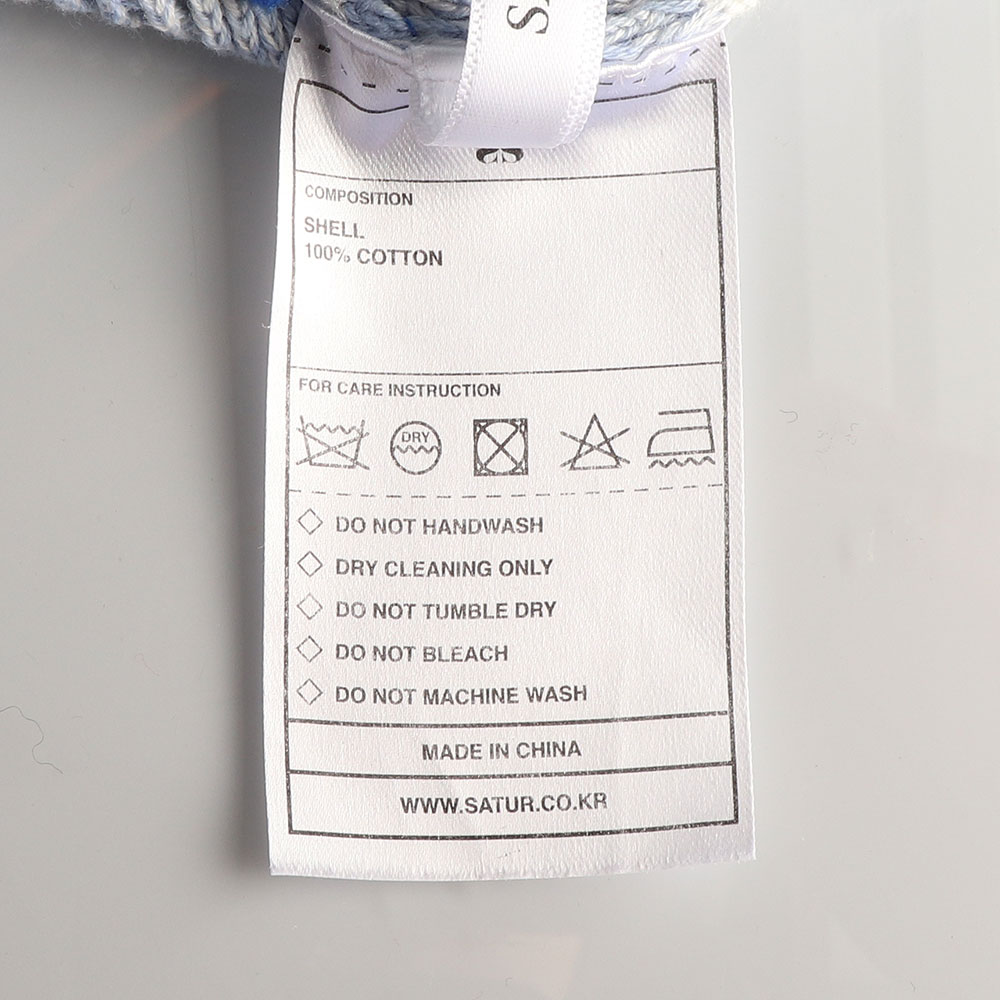 COMPOSITION
SHELL
100% COTTON
FOR CARE INSTRUCTION
DRY
DO NOT HANDWASH
DRY CLEANING ONLY
DO NOT TUMBLE DRY
DO NOT BLEACH
DO NOT MACHINE WASH
MADE IN CHINA
WWW.SATUR.CO.KR